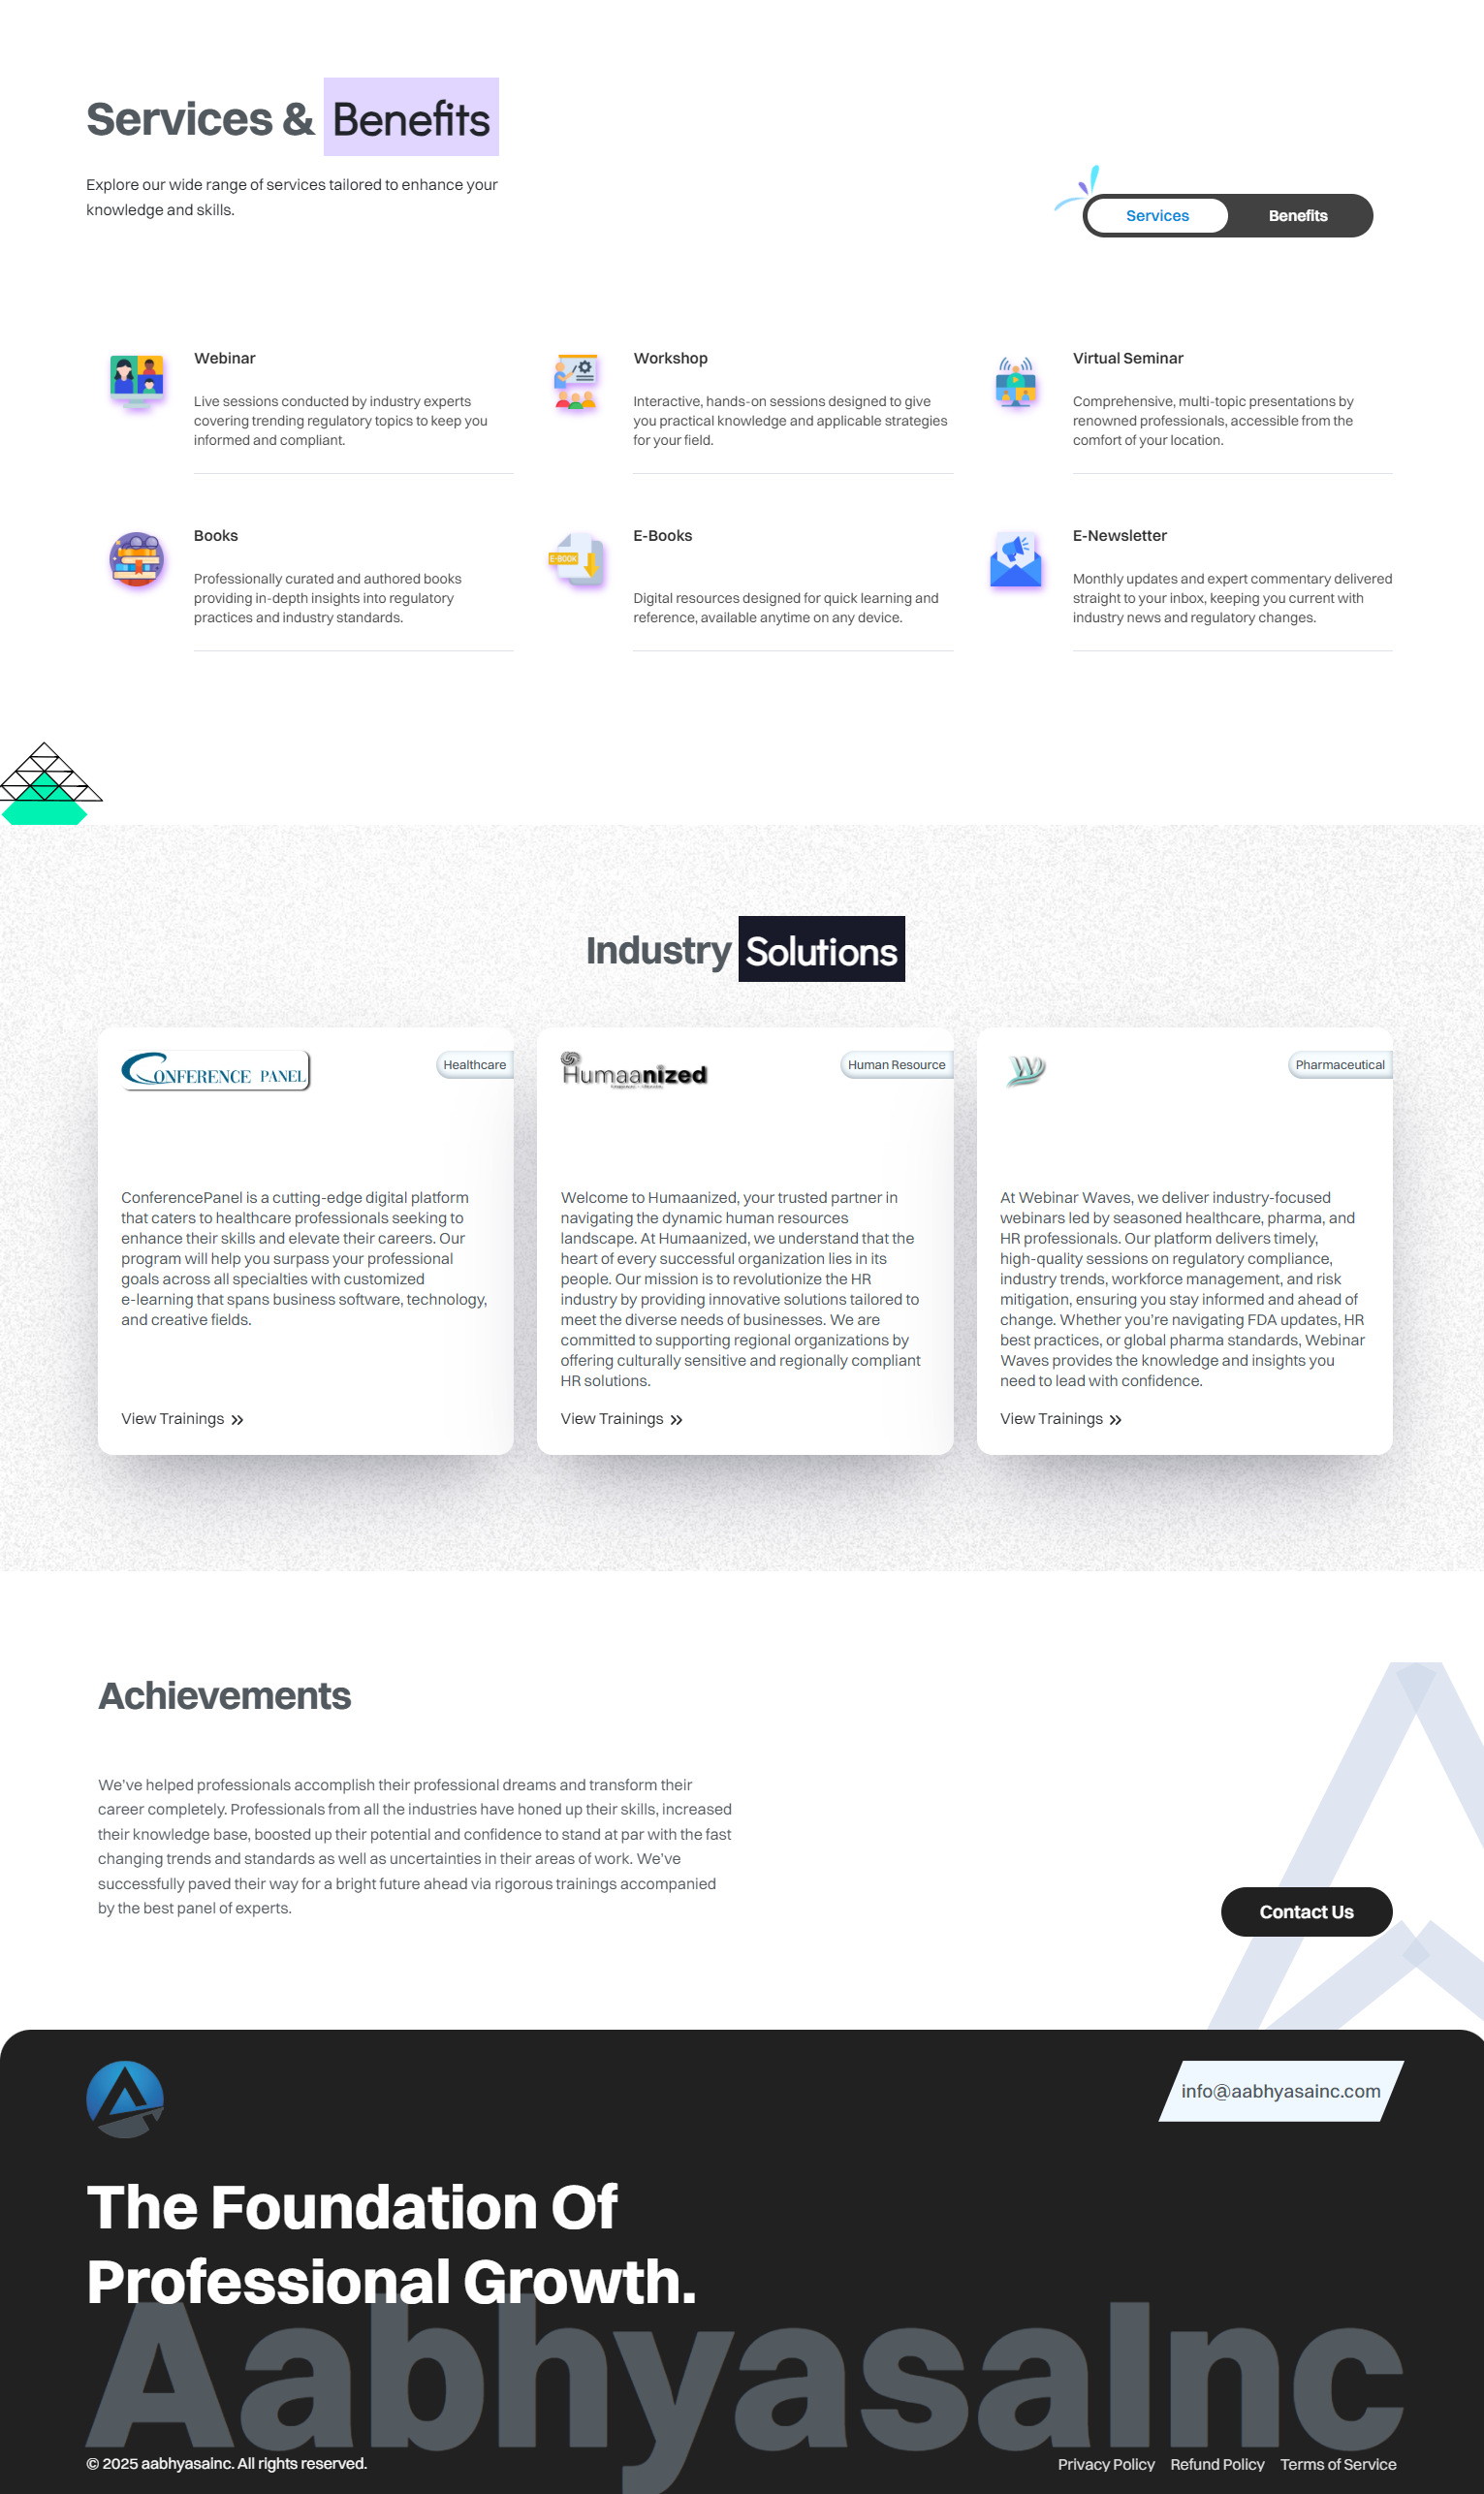 Services & Benefits
Explore our wide range of services tailored to enhance your
knowledge and skills.
Services
Benefits
Webinar
Live sessions conducted by industry experts
covering trending regulatory topics to keep you
informed and compliant.
Workshop
Interactive, hands-on sessions designed to give
you practical knowledge and applicable strategies
for your field.
Virtual Seminar
Comprehensive, multi-topic presentations by
renowned professionals, accessible from the
comfort of your location.
Books
Professionally curated and authored books
providing in-depth insights into regulatory
practices and industry standards.
E-BOOK
E-Books
Digital resources designed for quick learning and
reference, available anytime on any device.
E-Newsletter
Monthly updates and expert commentary delivered
straight to your inbox, keeping you current with
industry news and regulatory changes.
Industry Solutions
CONFERENCE PANEL
Healthcare
ConferencePanel is a cutting-edge digital platform
that caters to healthcare professionals seeking to
enhance their skills and elevate their careers. Our
program will help you surpass your professional
goals across all specialties with customized
e-learning that spans business software, technology,
and creative fields.
View Trainings
Humaanized
Human Resource
Welcome to Humaanized, your trusted partner in
navigating the dynamic human resources
landscape. At Humaanized, we understand that the
heart of every successful organization lies in its
people. Our mission is to revolutionize the HR
industry by providing innovative solutions tailored to
meet the diverse needs of businesses. We are
committed to supporting regional organizations by
offering culturally sensitive and regionally compliant
HR solutions.
View Trainings
W
Pharmaceutical
At Webinar Waves, we deliver industry-focused
webinars led by seasoned healthcare, pharma, and
HR professionals. Our platform delivers timely,
high-quality sessions on regulatory compliance,
industry trends, workforce management, and risk
mitigation, ensuring you stay informed and ahead of
change. Whether you're navigating FDA updates, HR
best practices, or global pharma standards, Webinar
Waves provides the knowledge and insights you
need to lead with confidence.
View Trainings
Achievements
We've helped professionals accomplish their professional dreams and transform their
career completely. Professionals from all the industries have honed up their skills, increased
their knowledge base, boosted up their potential and confidence to stand at par with the fast
changing trends and standards as well as uncertainties in their areas of work. We've
successfully paved their way for a bright future ahead via rigorous trainings accompanied
by the best panel of experts.
Contact Us
info@aabhyasainc.com
The Foundation Of
Professional Growth.
AabhyasaInc
© 2025 aabhyasainc. All rights reserved.
Privacy Policy Refund Policy Terms of Service